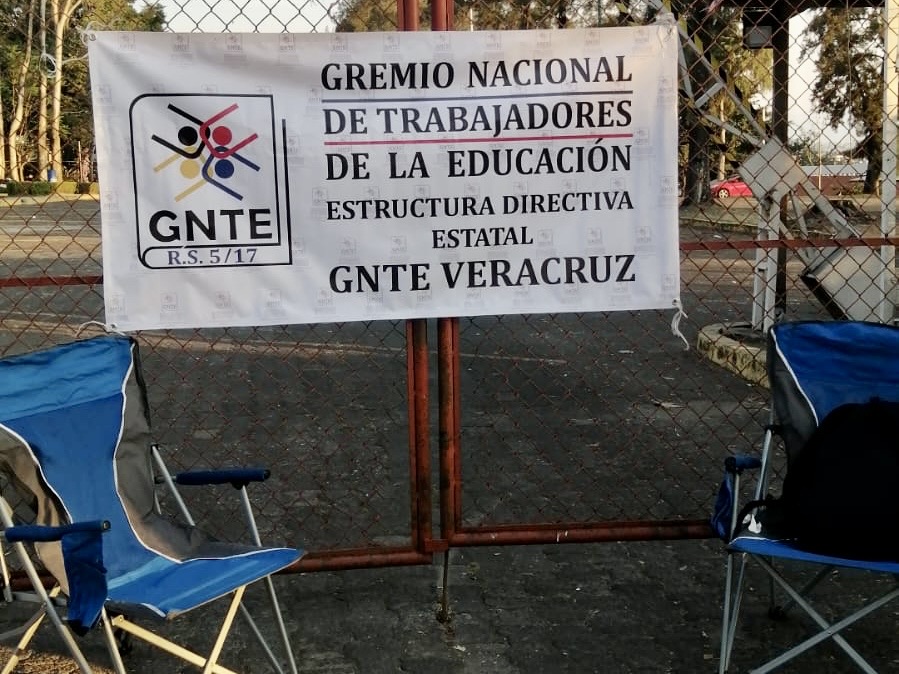 GREMIO NACIONAL
DE TRABAJADORES
DE LA EDUCACIÓN
ESTRUCTURA DIRECTIVA
ESTATAL
GNTE VERACRUZ
GNTE
R.S. 5/17